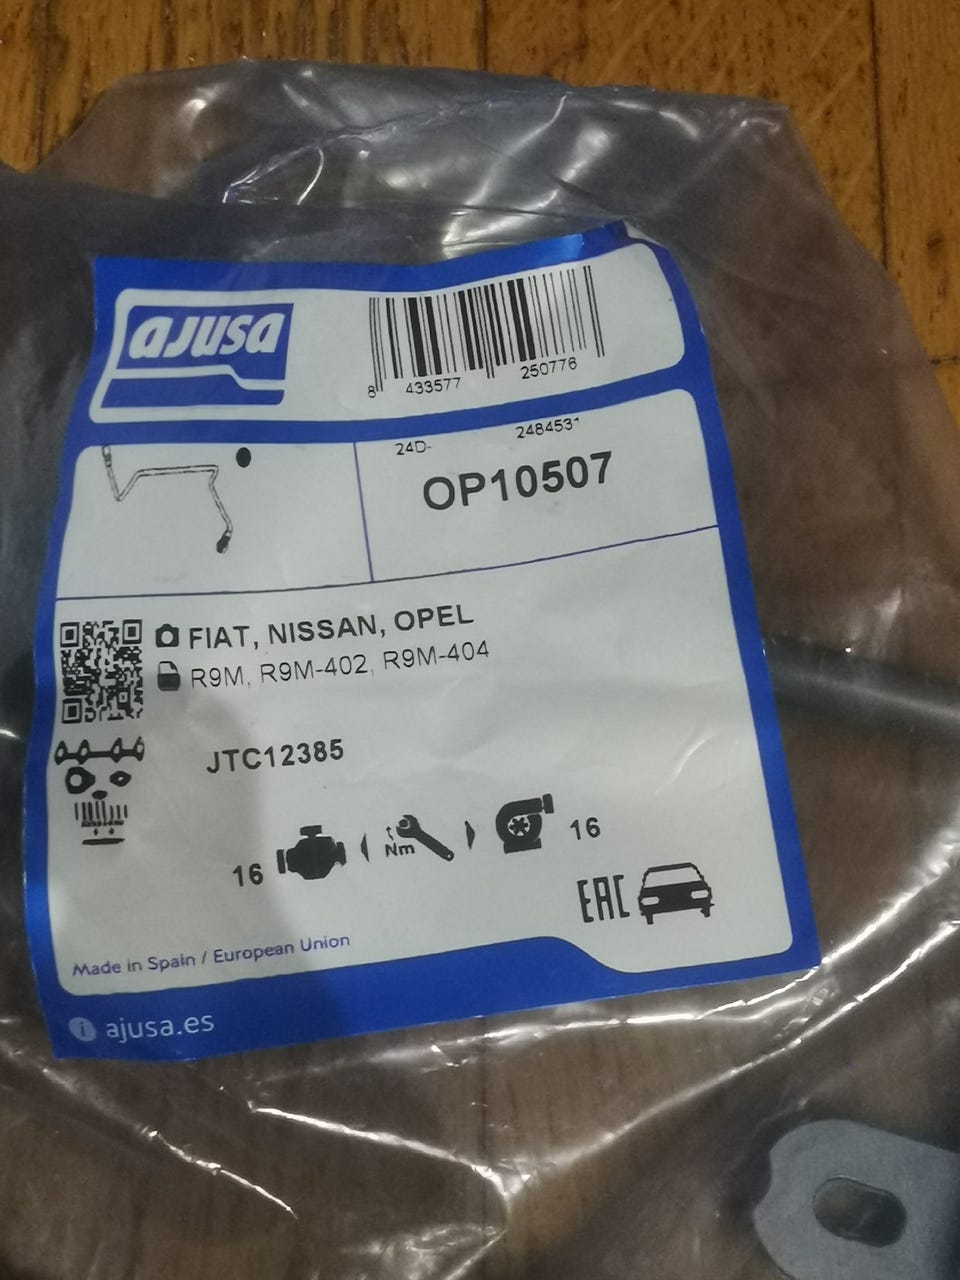 ajusa
8 433577 250776
24D- 2484531
OP10507
FIAT, NISSAN, OPEL
R9M, R9M-402, R9M-404
JTC12385
16 Nm 16
EAC
Made in Spain / European Union
i ajusa.es